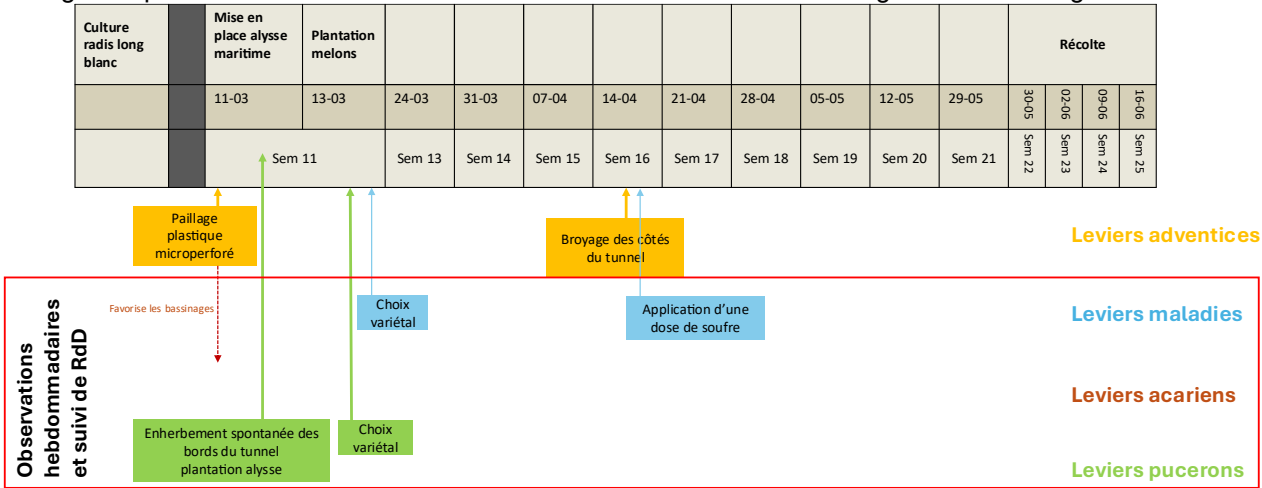 Culture
radis long
blanc
Mise en
place alysse
maritime
Plantation
melons
Récolte
11-03
13-03
24-03
31-03
07-04
14-04
21-04
28-04
05-05
12-05
29-05
30-05
02-06
09-06
16-06
Sem 11
Sem 13
Sem 14
Sem 15
Sem 16
Sem 17
Sem 18
Sem 19
Sem 20
Sem 21
Sem 22
Sem 23
Sem 24
Sem 25
Paillage
plastique
microperforé
Broyage des côtés
du tunnel
Leviers adventices
Observations
hebdommadaires
et suivi de RdD
Favorise les bassinages
Choix
variétal
Application d'une
dose de soufre
Leviers maladies
Leviers acariens
Enherbement spontanée des
bords du tunnel
plantation alysse
Choix
variétal
Leviers pucerons